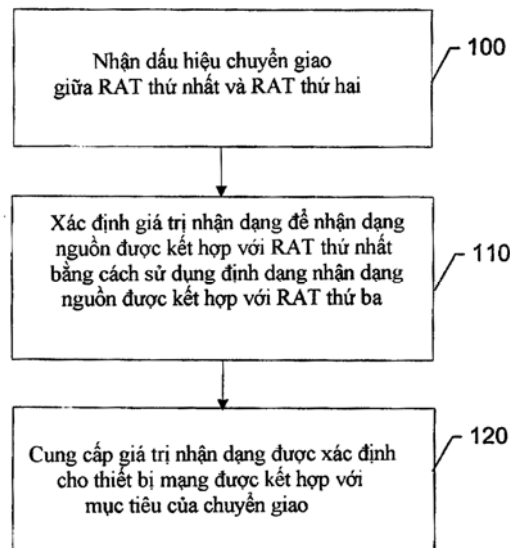 Nhận dấu hiệu chuyển giao
giữa RAT thứ nhất và RAT thứ hai
100
Xác định giá trị nhận dạng để nhận dạng
nguồn được kết hợp với RAT thứ nhất
bằng cách sử dụng định dạng nhận dạng
nguồn được kết hợp với RAT thứ ba
110
Cung cấp giá trị nhận dạng được xác định
cho thiết bị mạng được kết hợp với
mục tiêu của chuyển giao
120